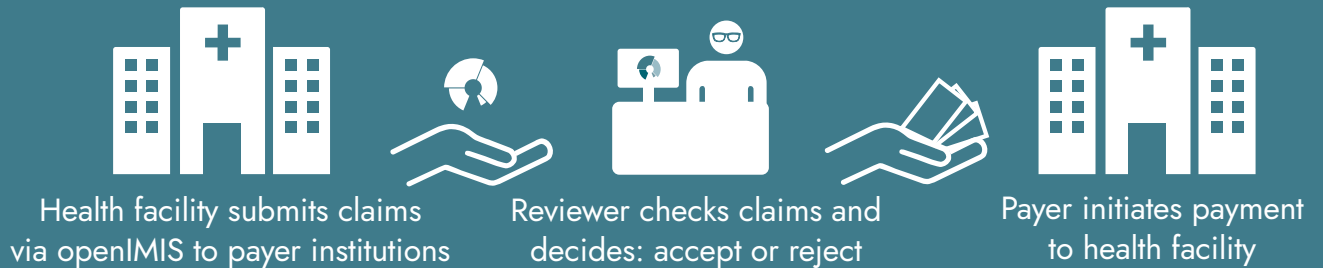 Health facility submits claims
via openIMIS to payer institutions
Reviewer checks claims and
decides: accept or reject
Payer initiates payment
to health facility